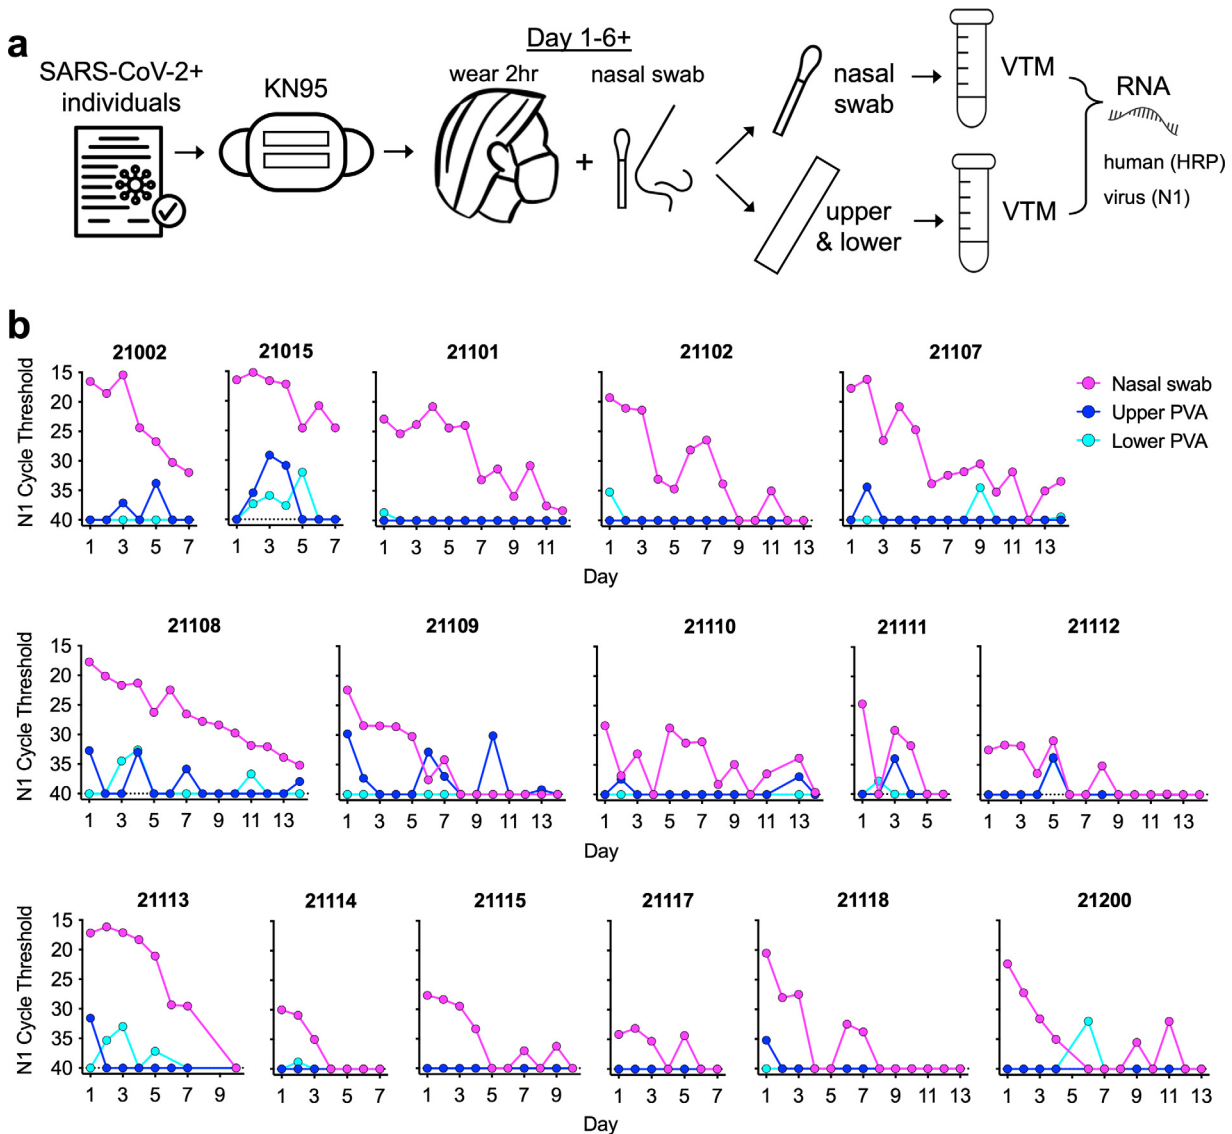 a
Day 1-6+
SARS-CoV-2+
individuals
KN95
wear 2hr
nasal swab
nasal
swab
VTM
RNA
human (HRP)
virus (N1)
upper
& lower
VTM
b
21002
21015
21101
21102
21107
N1 Cycle Threshold
15
20
25
30
35
40
1 3 5 7
1 3 5 7
1 3 5 7 9 11
1 3 5 7 9 11 13
1 3 5 7 9 11 13
Day
Nasal swab
Upper PVA
Lower PVA
21108
21109
21110
21111
21112
N1 Cycle Threshold
15
20
25
30
35
40
1 3 5 7 9 11 13
1 3 5 7 9 11 13
1 3 5 7 9 11 13
1 3 5
1 3 5 7 9 11 13
Day
21113
21114
21115
21117
21118
21200
N1 Cycle Threshold
15
20
25
30
35
40
1 3 5 7 9
1 3 5 7
1 3 5 7 9
1 3 5 7
1 3 5 7 9 11 13
1 3 5 7 9 11 13
Day